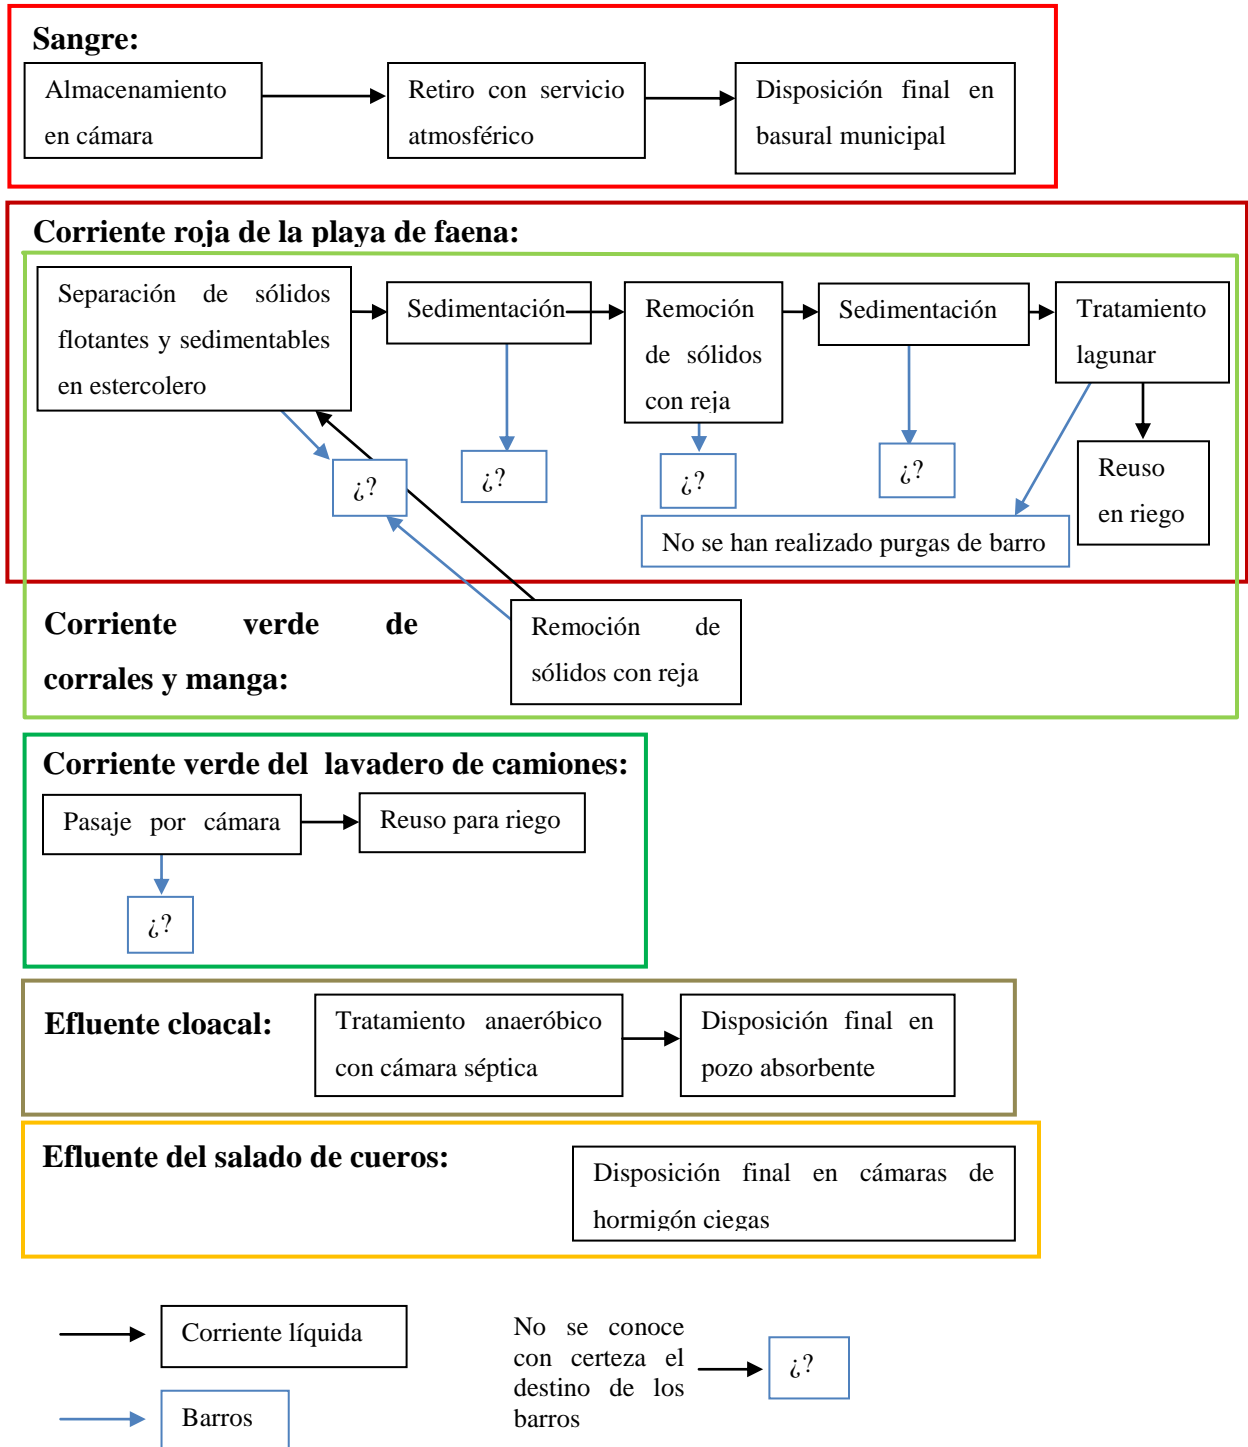 Sangre:
Almacenamiento
en cámara
Retiro con servicio
atmosférico
Disposición final en
basural municipal
Corriente roja de la playa de faena:
Separación de sólidos
flotantes y sedimentables
en estercolero
Sedimentación
Remoción
de sólidos
con reja
Sedimentación
Tratamiento
lagunar
¿?
¿?
¿?
¿?
Reuso
en riego
No se han realizado purgas de barro
Corriente verde de
corrales y manga:
Remoción de
sólidos con reja
Corriente verde del lavadero de camiones:
Pasaje por cámara
Reuso para riego
¿?
Efluente cloacal:
Tratamiento anaeróbico
con cámara séptica
Disposición final en
pozo absorbente
Efluente del salado de cueros:
Disposición final en cámaras de
hormigón ciegas
Corriente líquida
Barros
No se conoce
con certeza el
destino de los
barros
¿?